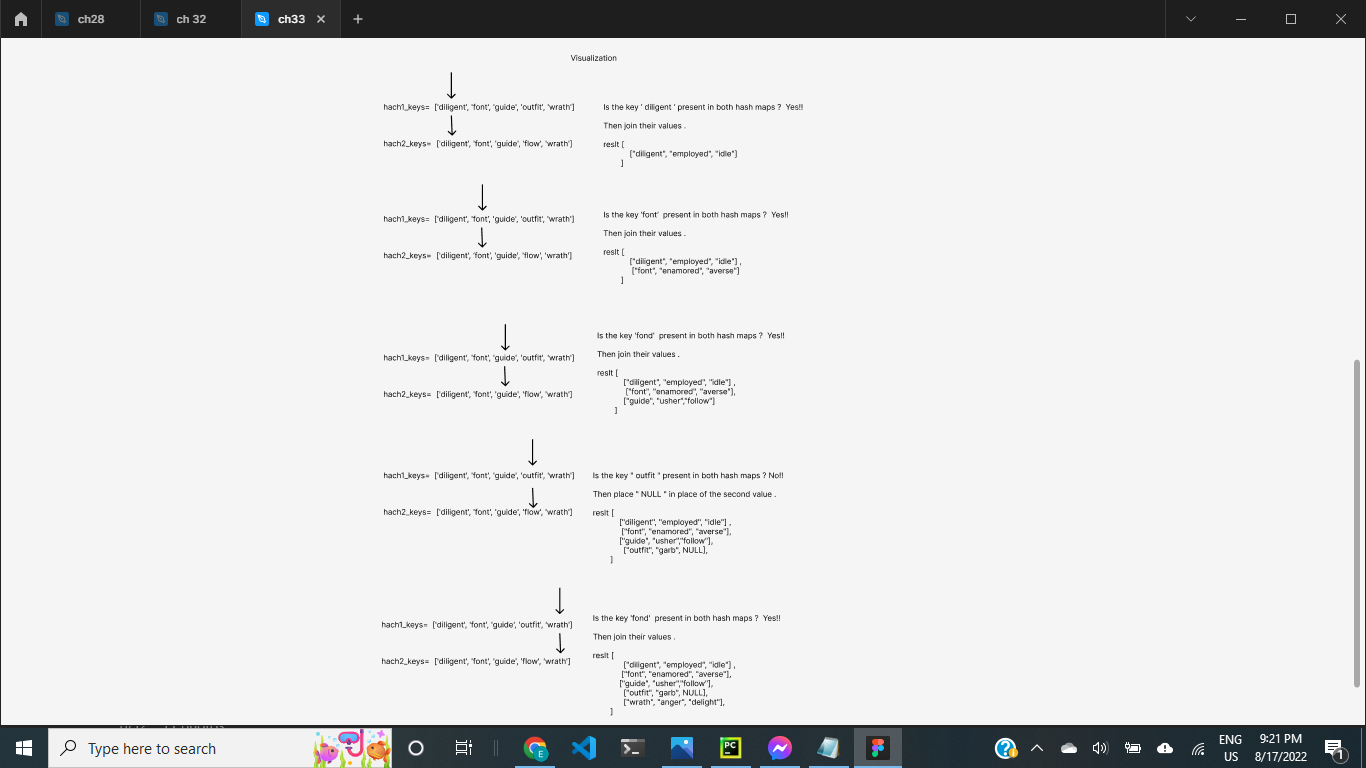 ch28
ch 32
ch33
Visualization
hach1_keys= ['diligent', 'font', 'guide', 'outfit', 'wrath']
Is the key ' diligent ' present in both hash maps ? Yes!!
Then join their values .
hach2_keys= ['diligent', 'font', 'guide', 'flow', 'wrath']
reslt [
["diligent", "employed", "idle"]
]
hach1_keys= ['diligent', 'font', 'guide', 'outfit', 'wrath']
Is the key 'font' present in both hash maps ? Yes!!
Then join their values .
hach2_keys= ['diligent', 'font', 'guide', 'flow', 'wrath']
reslt [
["diligent", "employed", "idle"] ,
["font", "enamored", "averse"]
]
Is the key 'fond' present in both hash maps ? Yes!!
hach1_keys= ['diligent', 'font', 'guide', 'outfit', 'wrath']
Then join their values .
reslt [
["diligent", "employed", "idle"] ,
hach2_keys= ['diligent', 'font', 'guide', 'flow', 'wrath']
["font", "enamored", "averse"],
["guide", "usher","follow"]
]
hach1_keys= ['diligent', 'font', 'guide', 'outfit', 'wrath']
Is the key " outfit " present in both hash maps ? No!!
Then place " NULL " in place of the second value .
hach2_keys= ['diligent', 'font', 'guide', 'flow', 'wrath']
reslt [
["diligent", "employed", "idle"] ,
["font", "enamored", "averse"],
["guide", "usher","follow"],
["outfit", "garb", NULL],
]
Is the key 'fond' present in both hash maps ? Yes!!
hach1_keys= ['diligent', 'font', 'guide', 'outfit', 'wrath']
Then join their values .
reslt [
hach2_keys= ['diligent', 'font', 'guide', 'flow', 'wrath']
["diligent", "employed", "idle"] ,
["font", "enamored", "averse"],
["guide", "usher","follow"],
["outfit", "garb", NULL],
["wrath", "anger", "delight"],
]
Type here to search
PC
ENG
US
9:21 PM
8/17/2022
1